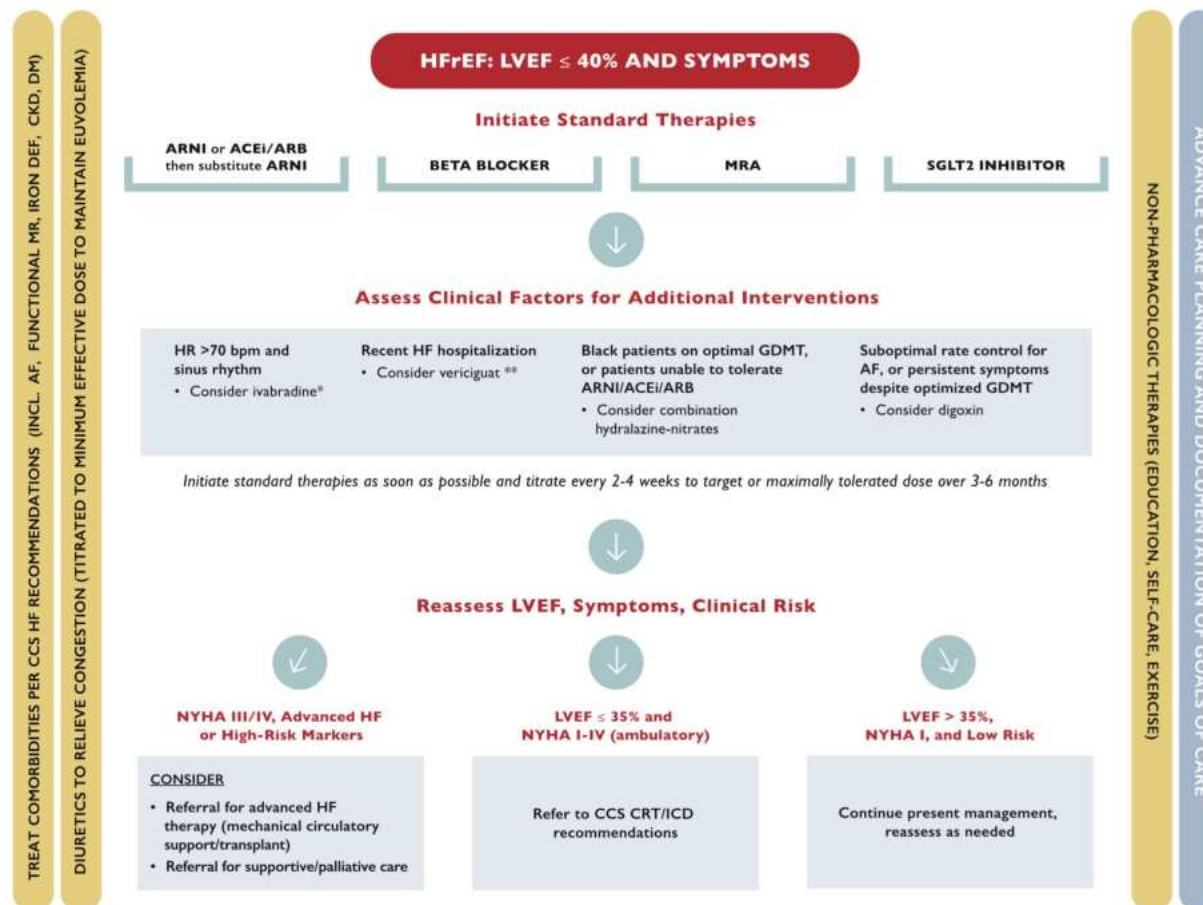 TREAT COMORBIDITIES PER CCS HF RECOMMENDATIONS (INCL. AF, FUNCTIONAL MR, IRON DEF, CKD, DM)
DIURETICS TO RELIEVE CONGESTION (TITRATED TO MINIMUM EFFECTIVE DOSE TO MAINTAIN EUVOLEMIA)
HFrEF: LVEF ≤ 40% AND SYMPTOMS
Initiate Standard Therapies
ARNI or ACEi/ARB
then substitute ARNI
BETA BLOCKER
MRA
SGLT2 INHIBITOR
Assess Clinical Factors for Additional Interventions
HR >70 bpm and
sinus rhythm
• Consider ivabradine*
Recent HF hospitalization
• Consider vericiguat **
Black patients on optimal GDMT,
or patients unable to tolerate
ARNI/ACEi/ARB
• Consider combination
hydralazine-nitrates
Suboptimal rate control for
AF, or persistent symptoms
despite optimized GDMT
• Consider digoxin
Initiate standard therapies as soon as possible and titrate every 2-4 weeks to target or maximally tolerated dose over 3-6 months
Reassess LVEF, Symptoms, Clinical Risk
NYHA III/IV, Advanced HF
or High-Risk Markers
CONSIDER
• Referral for advanced HF
therapy (mechanical circulatory
support/transplant)
• Referral for supportive/palliative care
LVEF ≤ 35% and
NYHA I-IV (ambulatory)
Refer to CCS CRT/ICD
recommendations
LVEF > 35%,
NYHA I, and Low Risk
Continue present management,
reassess as needed
NON-PHARMACOLOGIC THERAPIES (EDUCATION, SELF-CARE, EXERCISE)
ADVANCE CARE PLANNING AND DOCUMENTATION OF GOALS OF CARE